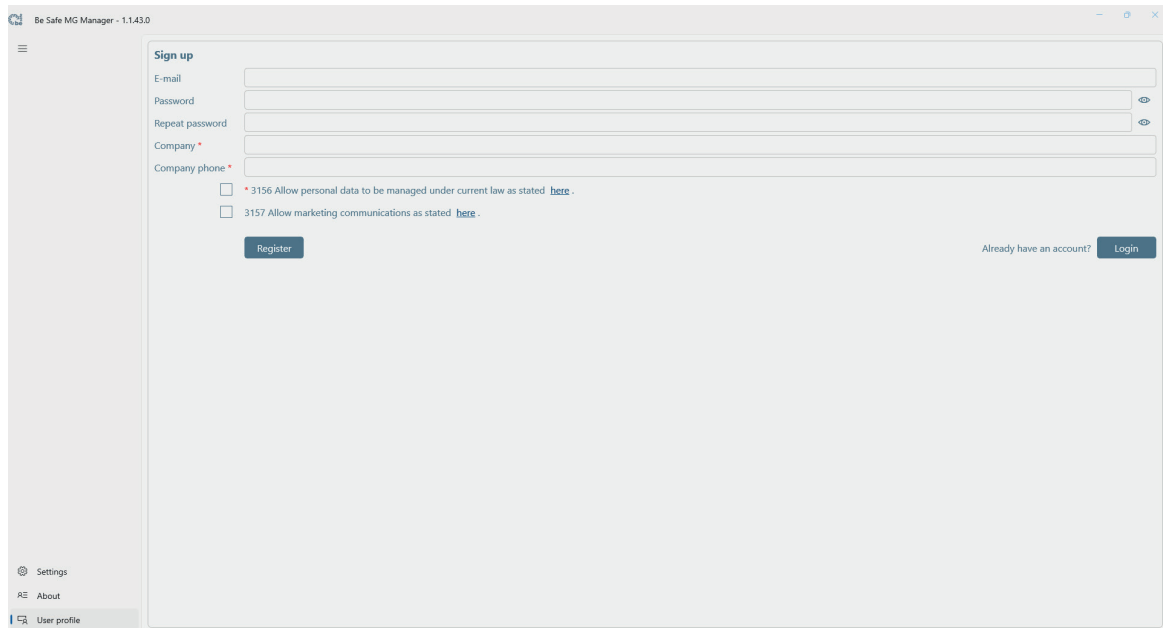 Be Safe MG Manager - 1.1.43.0
Sign up
E-mail
Password
Repeat password
Company *
Company phone *
* 3156 Allow personal data to be managed under current law as stated here .
3157 Allow marketing communications as stated here .
Register
Already have an account? Login
Settings
About
User profile